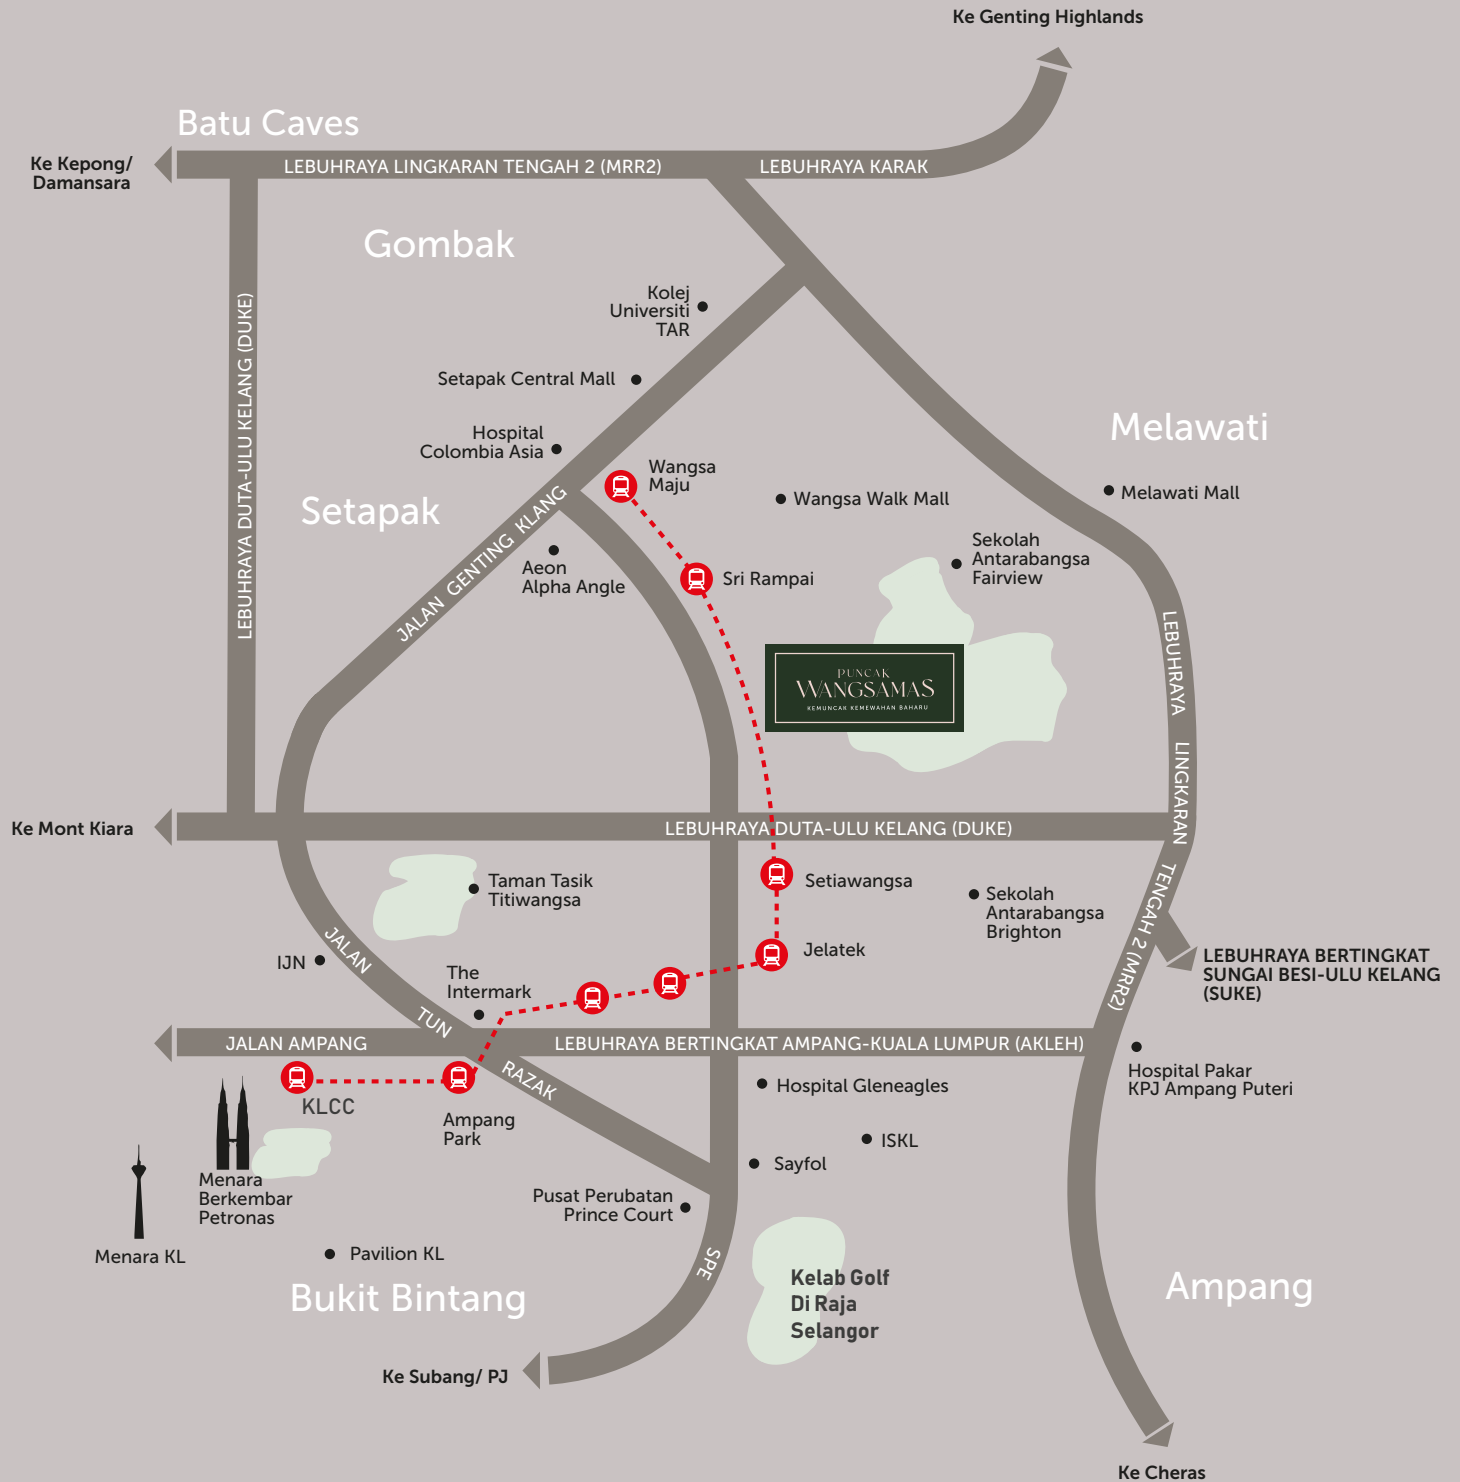 Ke Genting Highlands
Batu Caves
Ke Kepong/
Damansara
LEBUHRAYA LINGKARAN TENGAH 2 (MRR2)
LEBUHRAYA KARAK
Gombak
Kolej
Universiti
TAR
LEBUHRAYA DUTA-ULU KELANG (DUKE)
Setapak Central Mall
Melawati
Hospital
Colombia Asia
Wangsa
Maju
Melawati Mall
Wangsa Walk Mall
Setapak
JALAN GENTING KLANG
Sekolah
Antarabangsa
Fairview
Aeon
Alpha Angle
Sri Rampai
PUNCAK
WANGSAMAS
KEMUNCAK KEMEWAHAN BAHARU
LEBUHRAYA LINGKARAN TENGAH 2 (MRR2)
Ke Mont Kiara
LEBUHRAYA DUTA-ULU KELANG (DUKE)
Taman Tasik
Titiwangsa
Setiawangsa
Sekolah
Antarabangsa
Brighton
JALAN TUN RAZAK
IJN
Jelatek
LEBUHRAYA BERTINGKAT
SUNGAI BESI-ULU KELANG
(SUKE)
The
Intermark
JALAN AMPANG
LEBUHRAYA BERTINGKAT AMPANG-KUALA LUMPUR (AKLEH)
Hospital Pakar
KPJ Ampang Puteri
Hospital Gleneagles
KLCC
Ampang
Park
ISKL
Sayfol
Menara
Berkembar
Petronas
Pusat Perubatan
Prince Court
Menara KL
Pavilion KL
SPE
Kelab Golf
Di Raja
Selangor
Bukit Bintang
Ampang
Ke Subang/ PJ
Ke Cheras